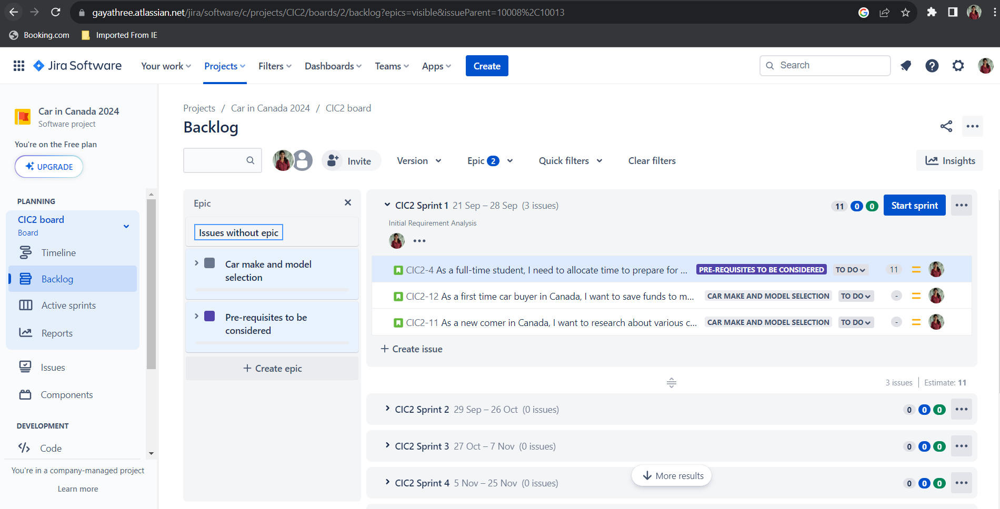 gayathree.atlassian.net/jira/software/c/projects/CIC2/boards/2/backlog?epics=visible&issueParent=10008%2C10013
Booking.com Imported From IE
Jira Software Your work Projects Filters Dashboards Teams Apps Create Search
Car in Canada 2024
Software project
You're on the Free plan
UPGRADE
PLANNING
CIC2 board
Board
Timeline
Backlog
Active sprints
Reports
Issues
Components
DEVELOPMENT
Code
You're in a company-managed project
Learn more
Projects / Car in Canada 2024 / CIC2 board
Backlog
Invite Version Epic 2 Quick filters Clear filters Insights
Epic
Issues without epic
Car make and model
selection
Pre-requisites to be
considered
+ Create epic
CIC2 Sprint 1 21 Sep – 28 Sep (3 issues) 11 0 0 Start sprint
Initial Requirement Analysis
CIC2-4 As a full-time student, I need to allocate time to prepare for ... PRE-REQUISITES TO BE CONSIDERED TO DO 11
CIC2-12 As a first time car buyer in Canada, I want to save funds to m... CAR MAKE AND MODEL SELECTION TO DO -
CIC2-11 As a new comer in Canada, I want to research about various c... CAR MAKE AND MODEL SELECTION TO DO -
+ Create issue
3 issues Estimate: 11
CIC2 Sprint 2 29 Sep – 26 Oct (0 issues) 0 0 0
CIC2 Sprint 3 27 Oct – 7 Nov (0 issues) 0 0 0
CIC2 Sprint 4 5 Nov – 25 Nov (0 issues) 0 0 0
More results